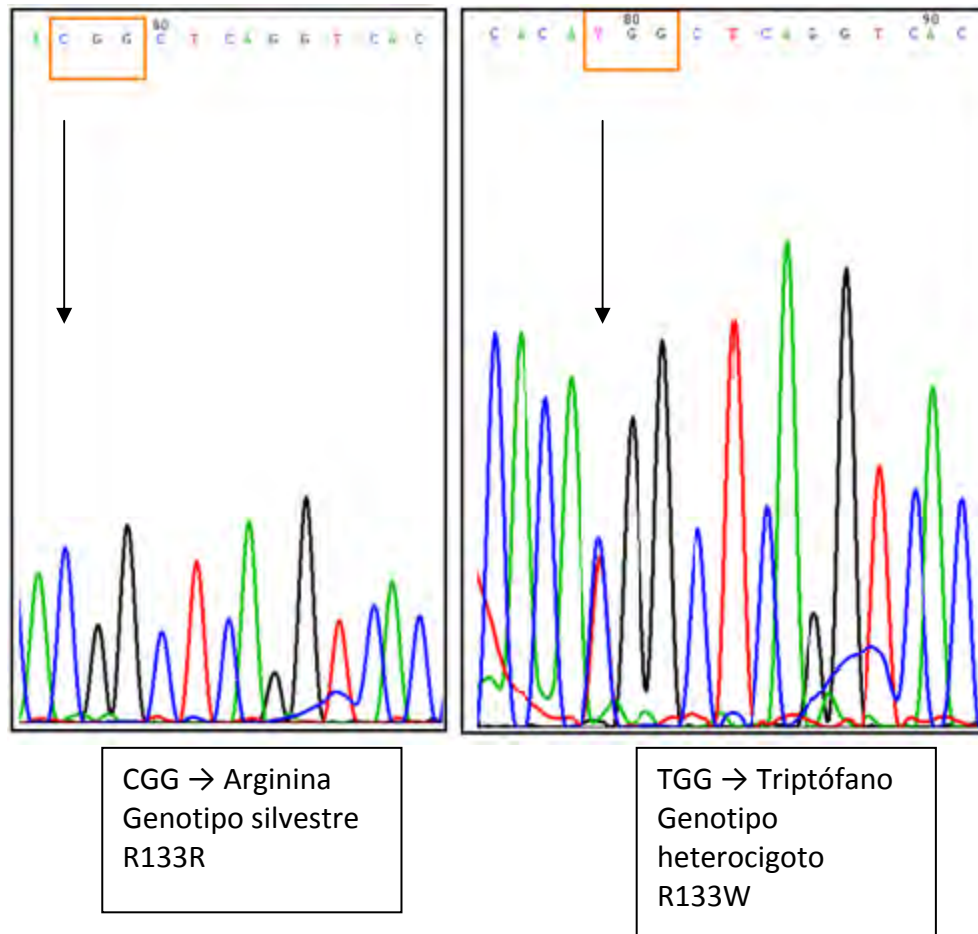 80
A C G G C T C A G G T C A C
80 90
C A C A Y G G C T C A G G T C A C
CGG → Arginina
Genotipo silvestre
R133R
TGG → Triptófano
Genotipo
heterocigoto
R133W